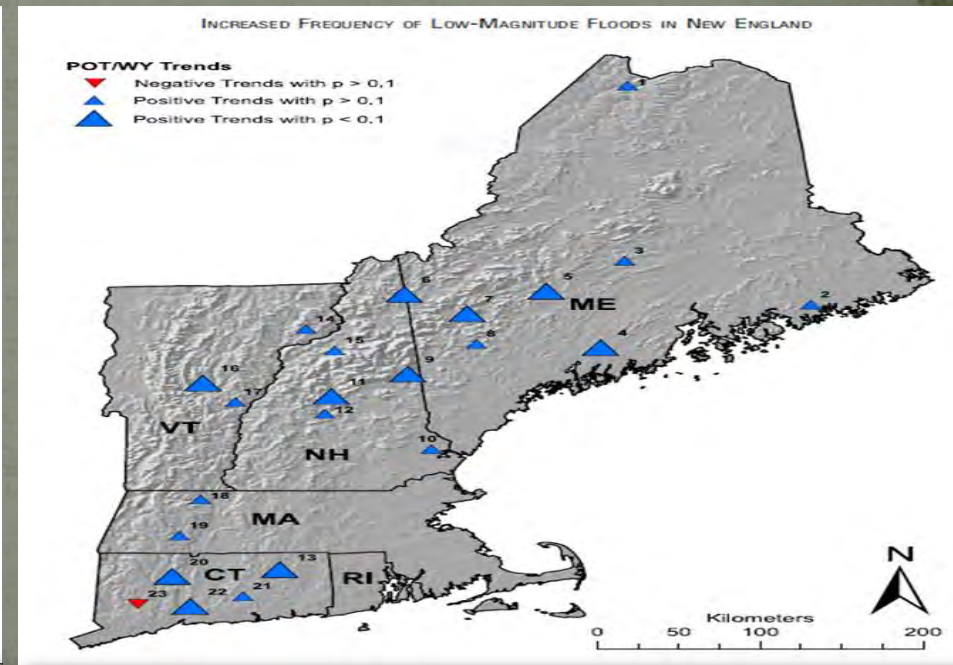 INCREASED FREQUENCY OF LOW-MAGNITUDE FLOODS IN NEW ENGLAND
POT/WY Trends
Negative Trends with p > 0,1
Positive Trends with p > 0,1
Positive Trends with p < 0,1
1
3
2
6
5
ME
7
8
4
14
15
9
16
11
17
12
VT
10
NH
18
MA
19
20
13
CT
RI
23
22
21
N
Kilometers
0 50 100 200